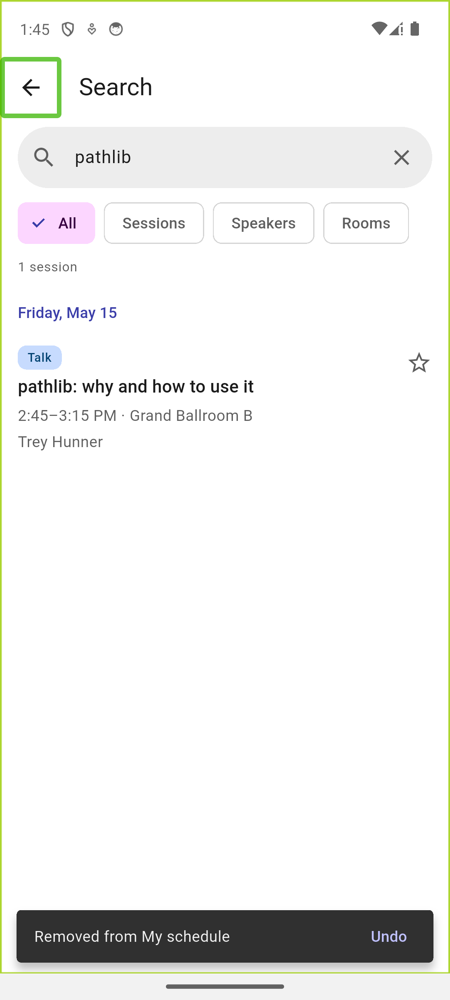 1:45
Search
pathlib
All
Sessions
Speakers
Rooms
1 session
Friday, May 15
Talk
pathlib: why and how to use it
2:45–3:15 PM · Grand Ballroom B
Trey Hunner
Removed from My schedule
Undo